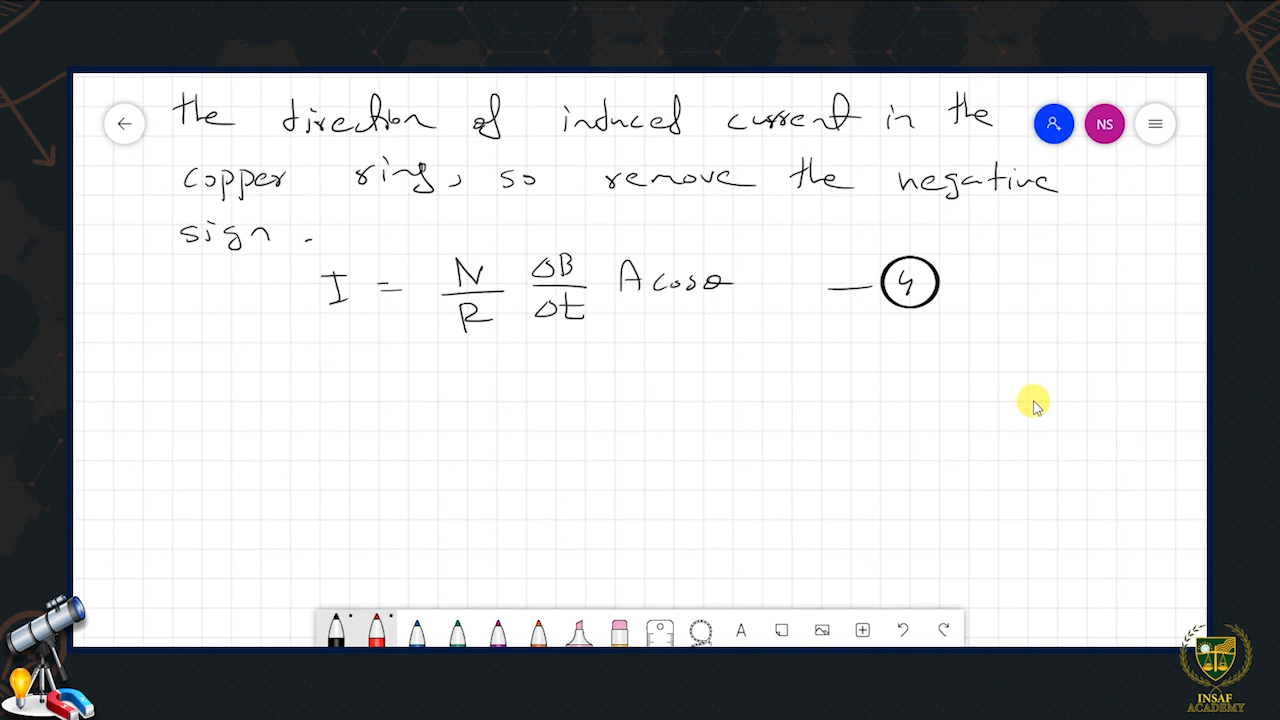 the direction of induced current in the
NS
copper ring, so remove the negative
sign.
I = N/R ΔB/Δt A cosθ — 4
A
INSAF
ACADEMY